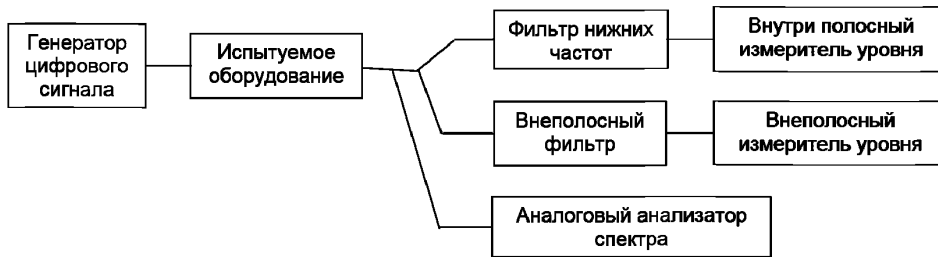 Генератор
цифрового
сигнала
Испытуемое
оборудование
Фильтр нижних
частот
Внутри полосный
измеритель уровня
Внеполосный
фильтр
Внеполосный
измеритель уровня
Аналоговый анализатор
спектра